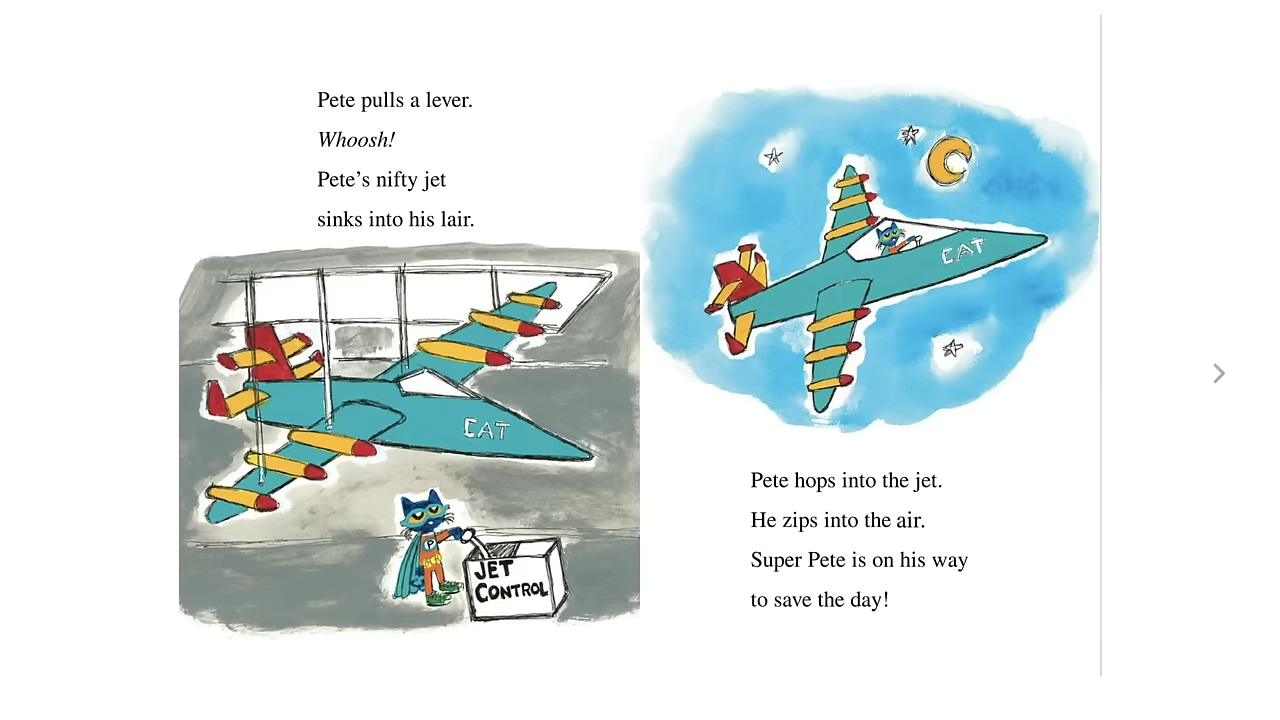 Pete pulls a lever.
Whoosh!
Pete’s nifty jet
sinks into his lair.
CAT
P
JET
CONTROL
CAT
Pete hops into the jet.
He zips into the air.
Super Pete is on his way
to save the day!